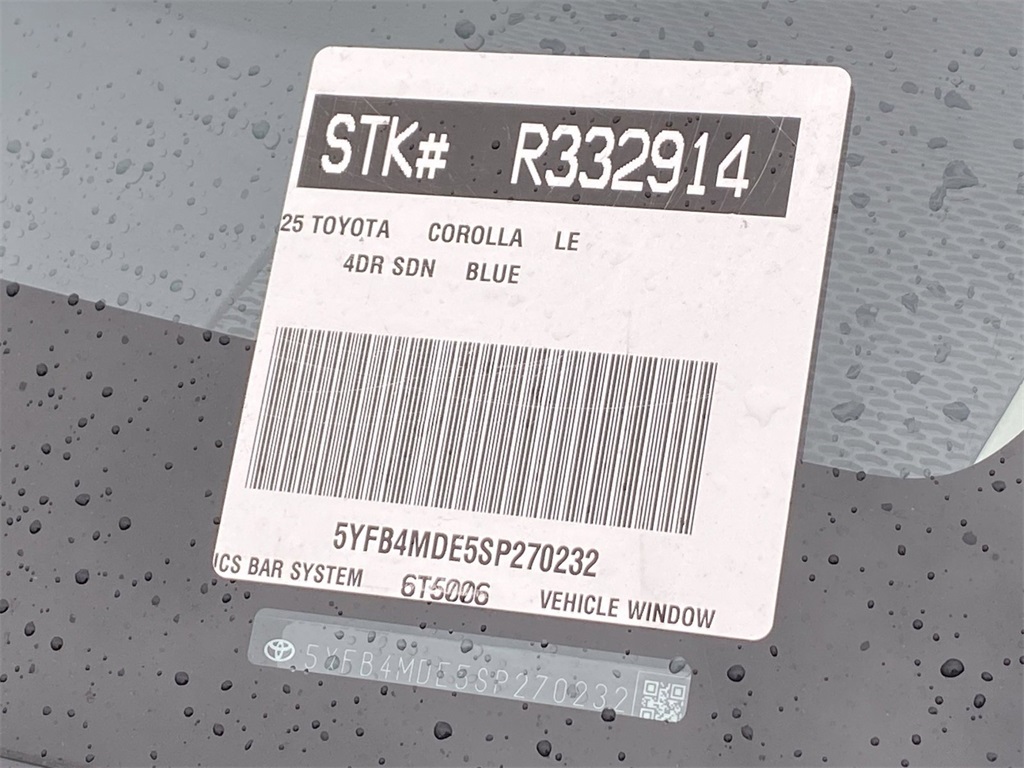 STK# R332914
25 TOYOTA COROLLA LE
4DR SDN BLUE
5YFB4MDE5SP270232
ICS BAR SYSTEM 6T5006 VEHICLE WINDOW
5YFB4MDE5SP270232